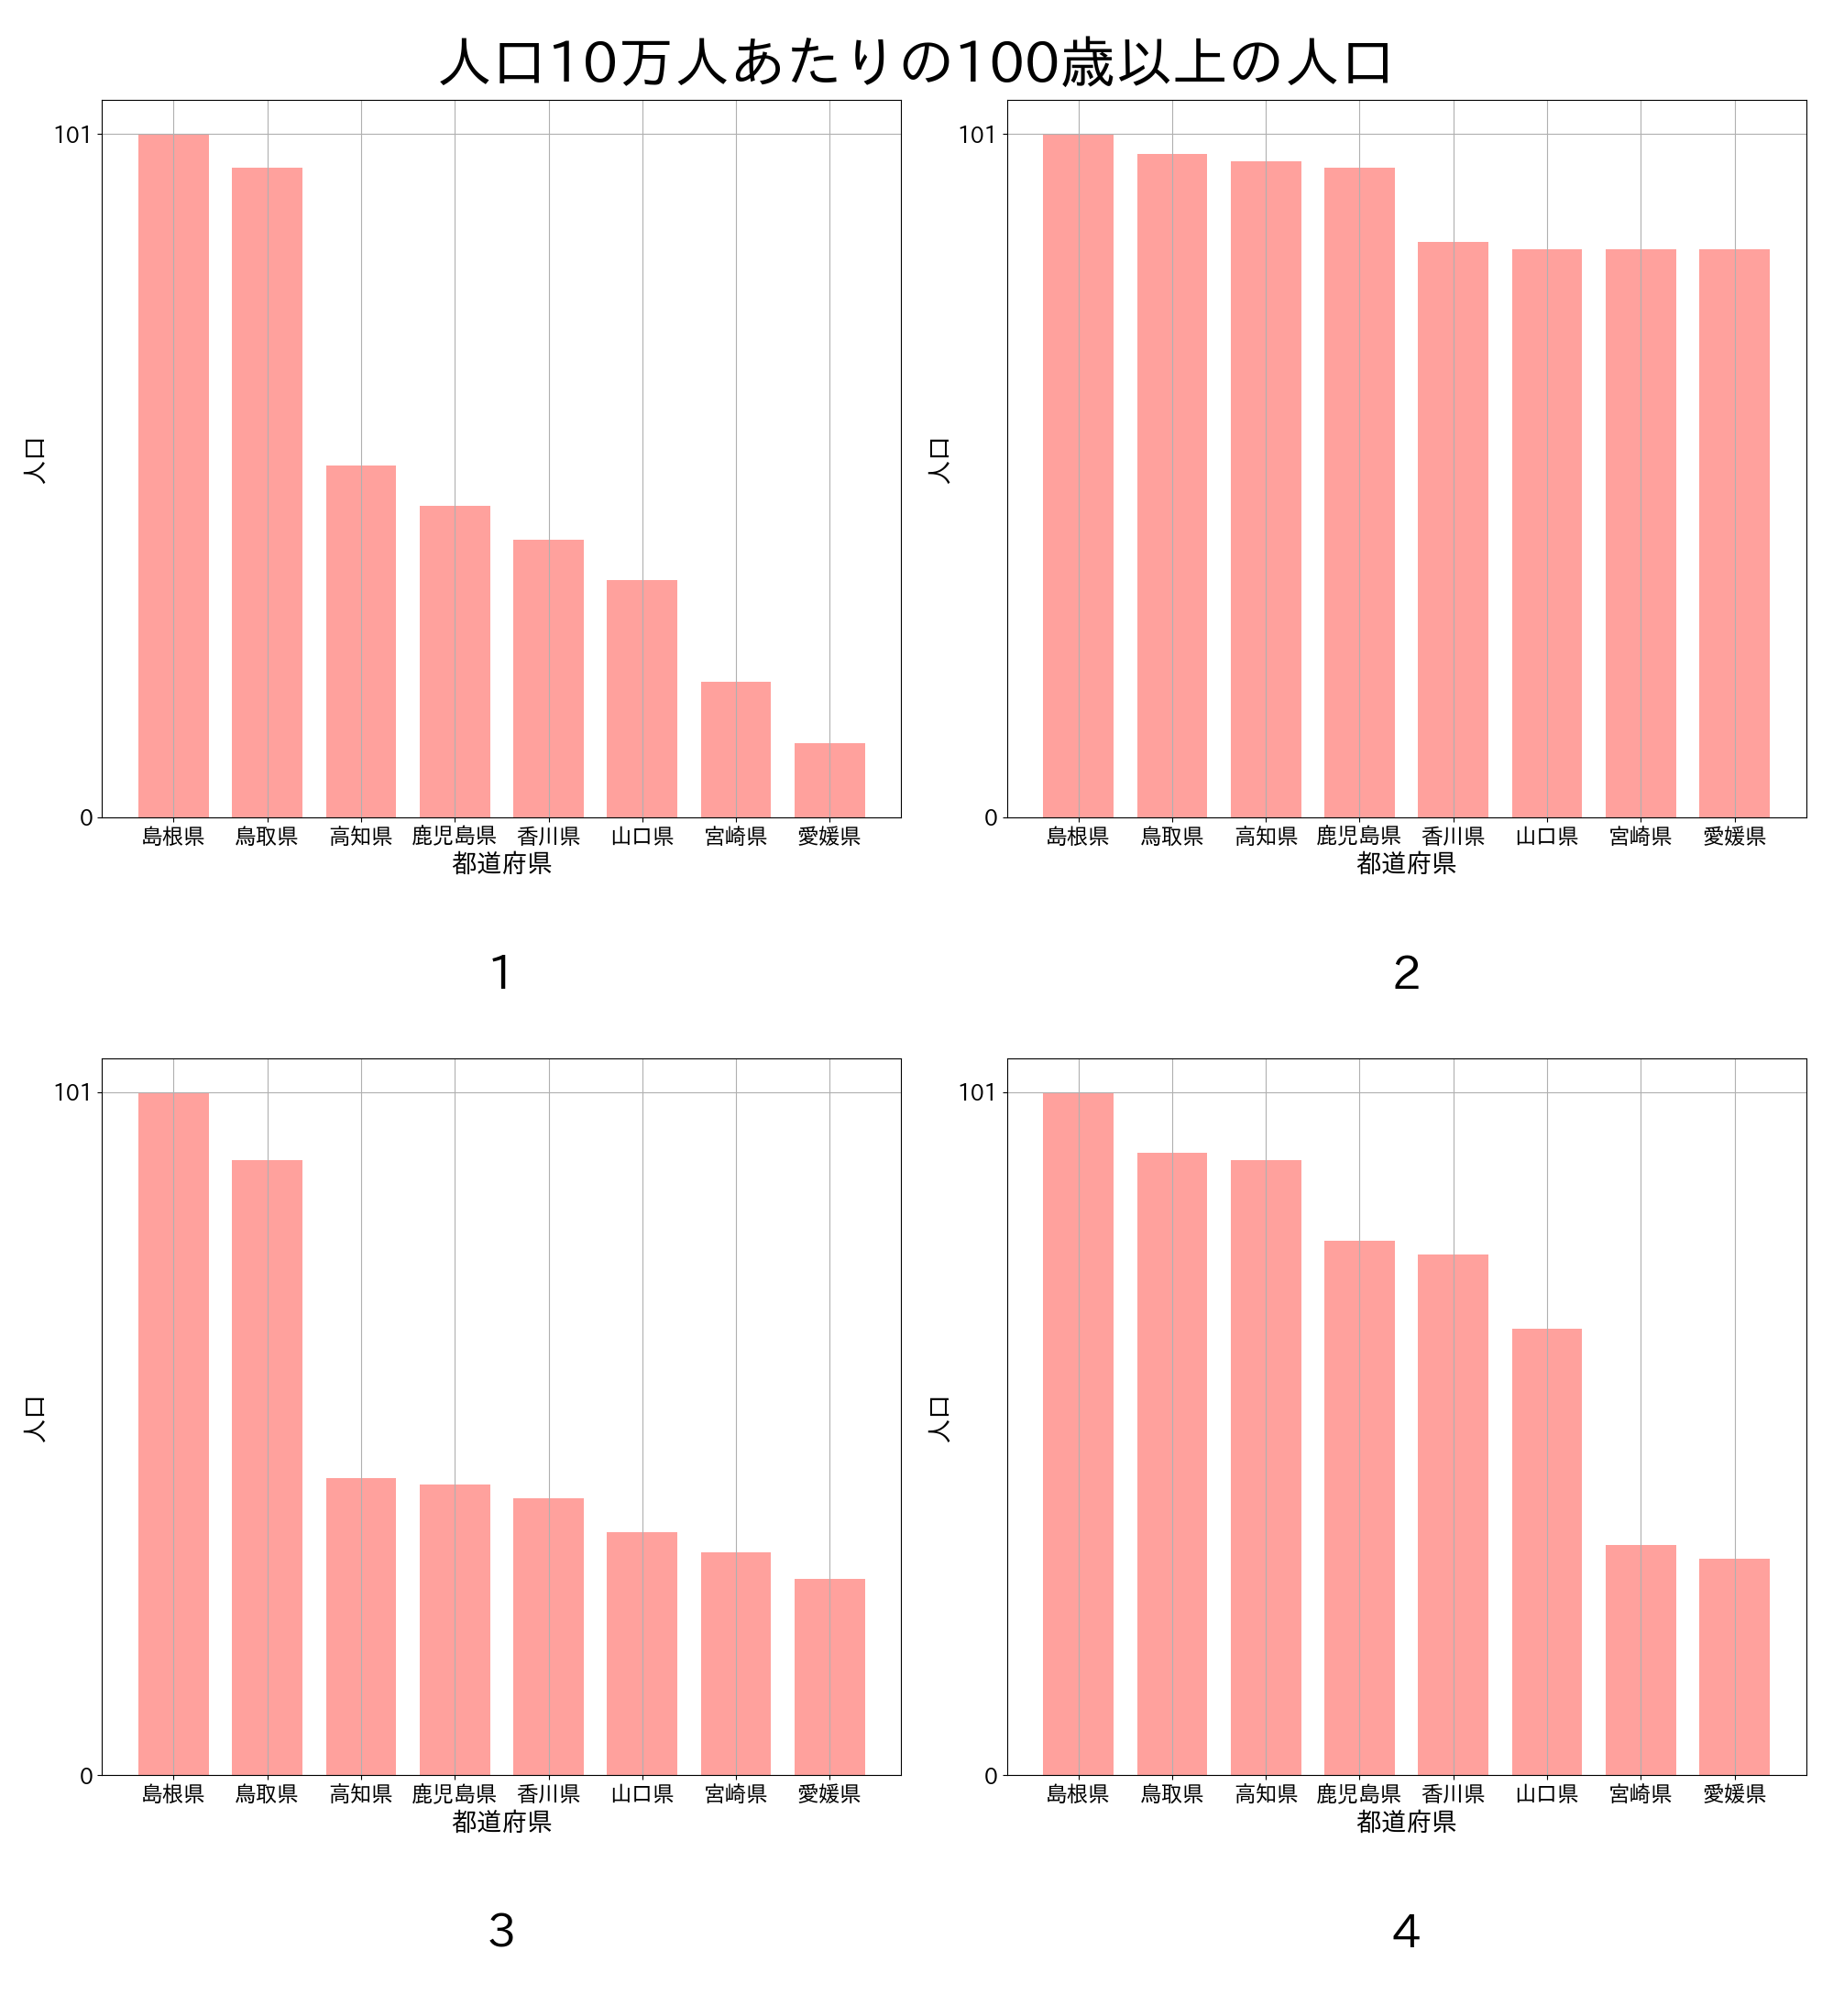 人口10万人あたりの100歳以上の人口
101
0
人口
島根県 鳥取県 高知県 鹿児島県 香川県 山口県 宮崎県 愛媛県
都道府県
1
101
0
人口
島根県 鳥取県 高知県 鹿児島県 香川県 山口県 宮崎県 愛媛県
都道府県
2
101
0
人口
島根県 鳥取県 高知県 鹿児島県 香川県 山口県 宮崎県 愛媛県
都道府県
3
101
0
人口
島根県 鳥取県 高知県 鹿児島県 香川県 山口県 宮崎県 愛媛県
都道府県
4